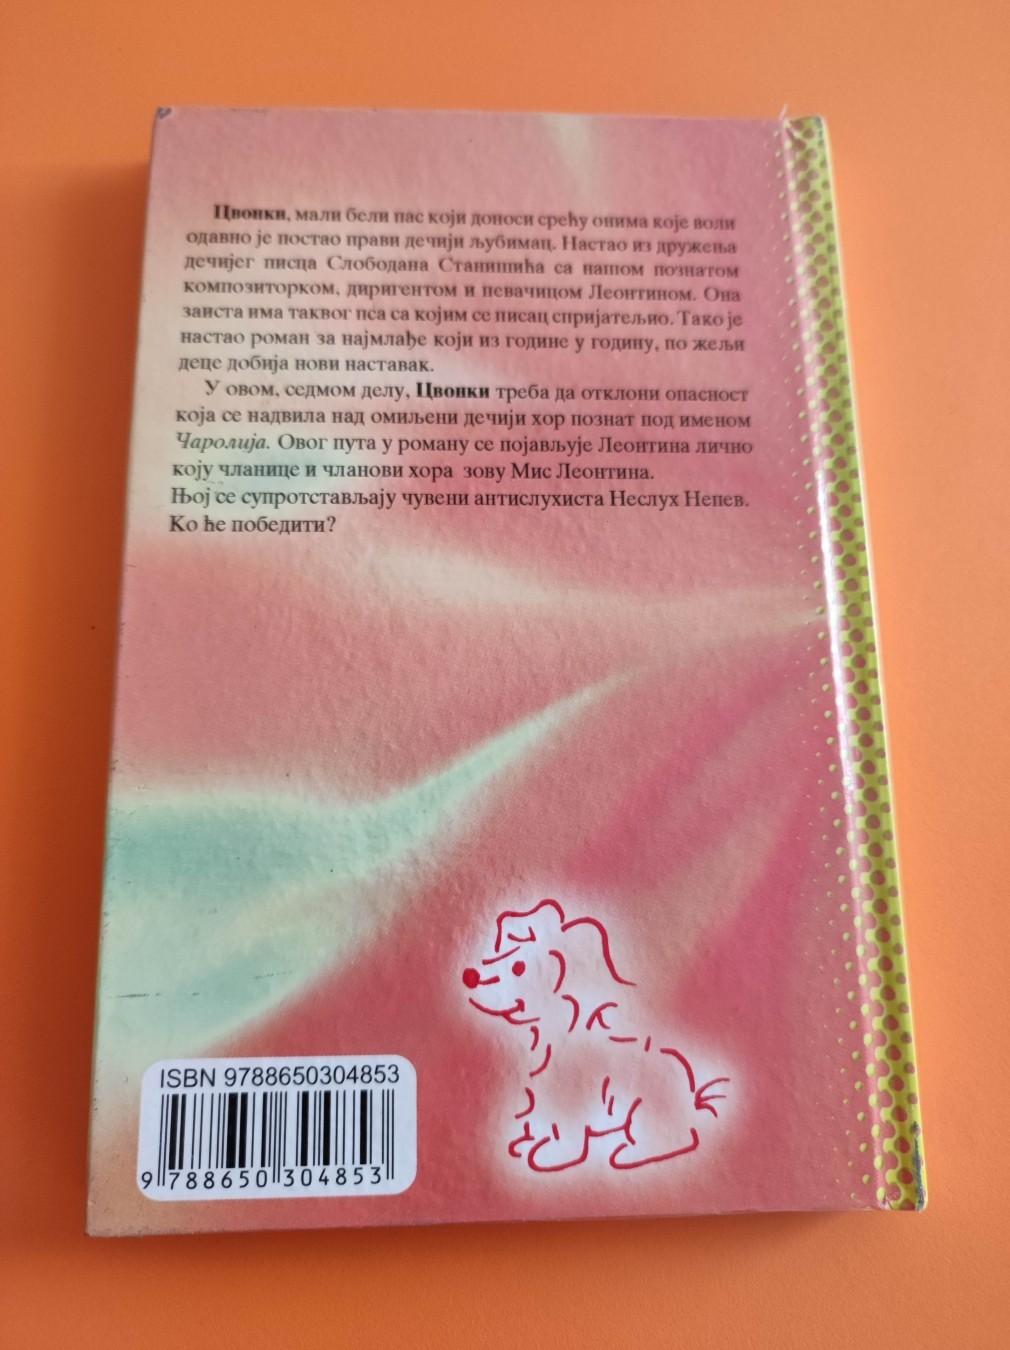 Цвонки, мали бели пас који доноси срећу онима које воли
одавно је постао прави дечији љубимац. Настао из дружења
дечијег писца Слободана Станишића са нашом познатом
композиторком, диригентом и певачицом Леонтином. Она
заиста има таквог пса са којим се писац спријатељио. Тако је
настао роман за најмлађе који из године у годину, по жељи
деце добија нови наставак.
У овом, седмом делу, Цвонки треба да отклони опасност
која се надвила над омиљени дечији хор познат под именом
Чаролија. Овог пута у роману се појављује Леонтина лично
коју чланице и чланови хора зову Мис Леонтина.
Њој се супротстављају чувени антислухиста Неслух Непев.
Ко ће победити?
ISBN 9788650304853
9 788650 304853